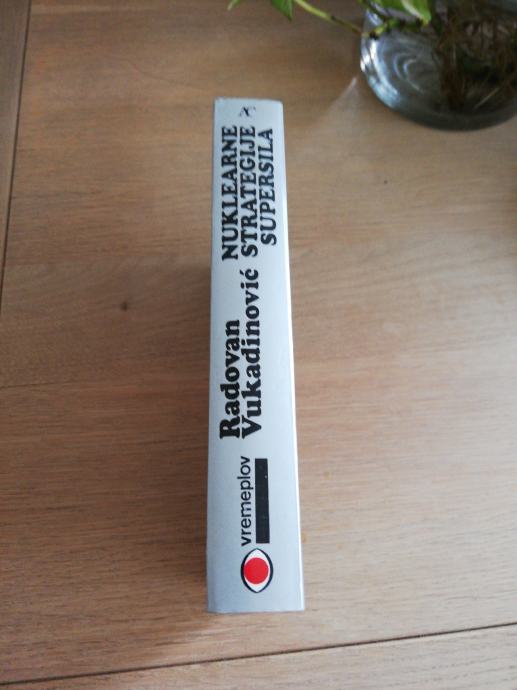 vremeplov
Radovan
Vukadinović
NUKLEARNE
STRATEGIJE
SUPERSILA